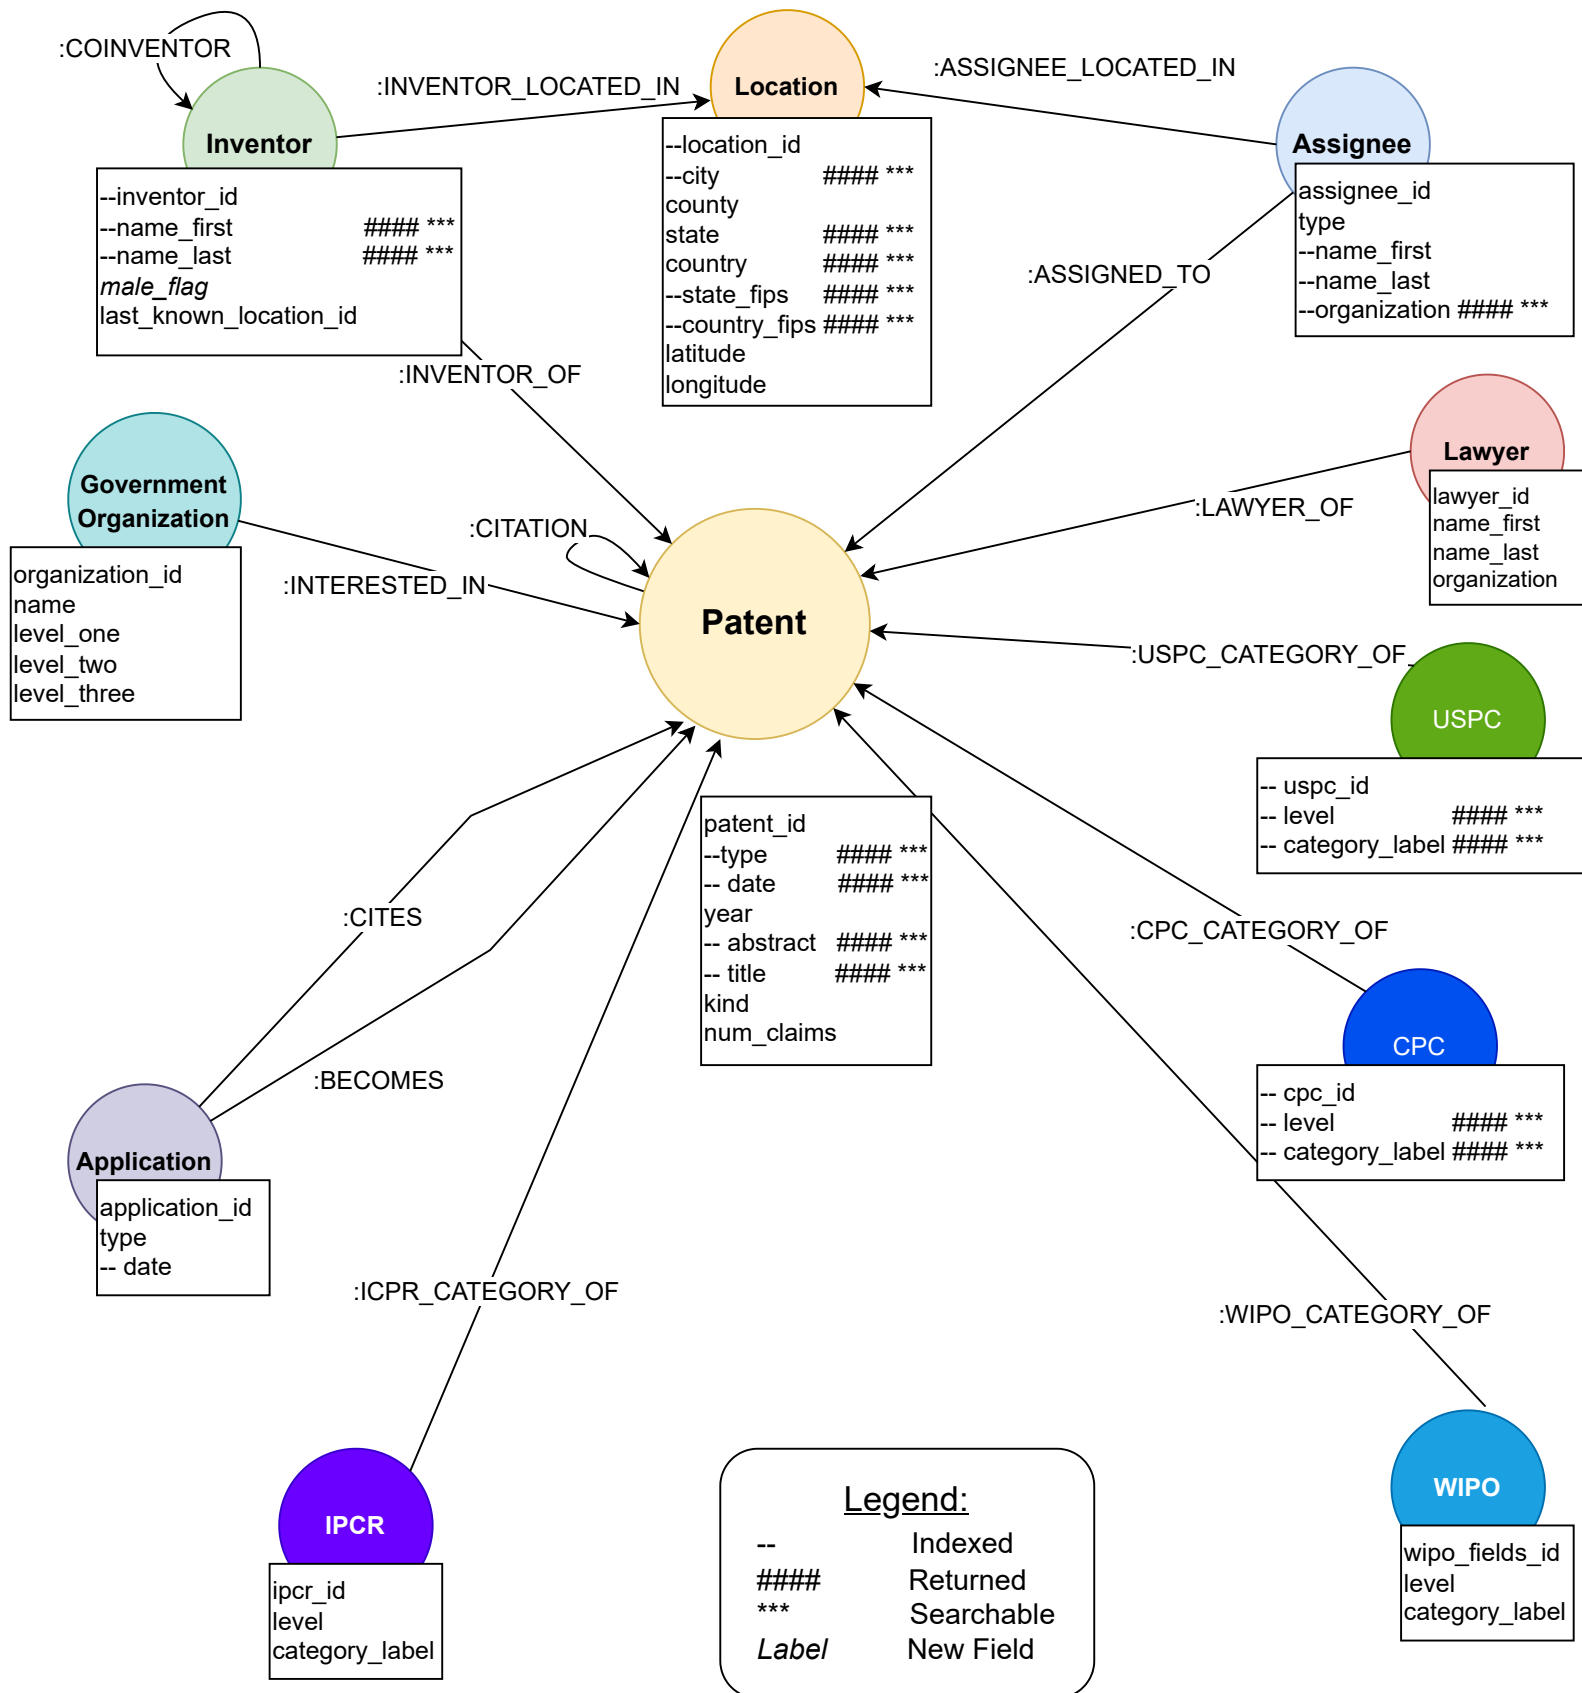 :COINVENTOR
Inventor
--inventor_id
--name_first #### ***
--name_last #### ***
male_flag
last_known_location_id
:INVENTOR_LOCATED_IN
Location
--location_id
--city #### ***
county
state #### ***
country #### ***
--state_fips #### ***
--country_fips #### ***
latitude
longitude
:ASSIGNEE_LOCATED_IN
Assignee
assignee_id
type
--name_first
--name_last
--organization #### ***
:ASSIGNED_TO
:INVENTOR_OF
Government
Organization
organization_id
name
level_one
level_two
level_three
:INTERESTED_IN
:CITATION
Patent
patent_id
--type #### ***
-- date #### ***
year
-- abstract #### ***
-- title #### ***
kind
num_claims
Lawyer
lawyer_id
name_first
name_last
organization
:LAWYER_OF
:USPC_CATEGORY_OF
USPC
-- uspc_id
-- level #### ***
-- category_label #### ***
:CPC_CATEGORY_OF
CPC
-- cpc_id
-- level #### ***
-- category_label #### ***
:CITES
:BECOMES
Application
application_id
type
-- date
:ICPR_CATEGORY_OF
IPCR
ipcr_id
level
category_label
:WIPO_CATEGORY_OF
WIPO
wipo_fields_id
level
category_label
Legend:
-- Indexed
#### Returned
*** Searchable
Label New Field